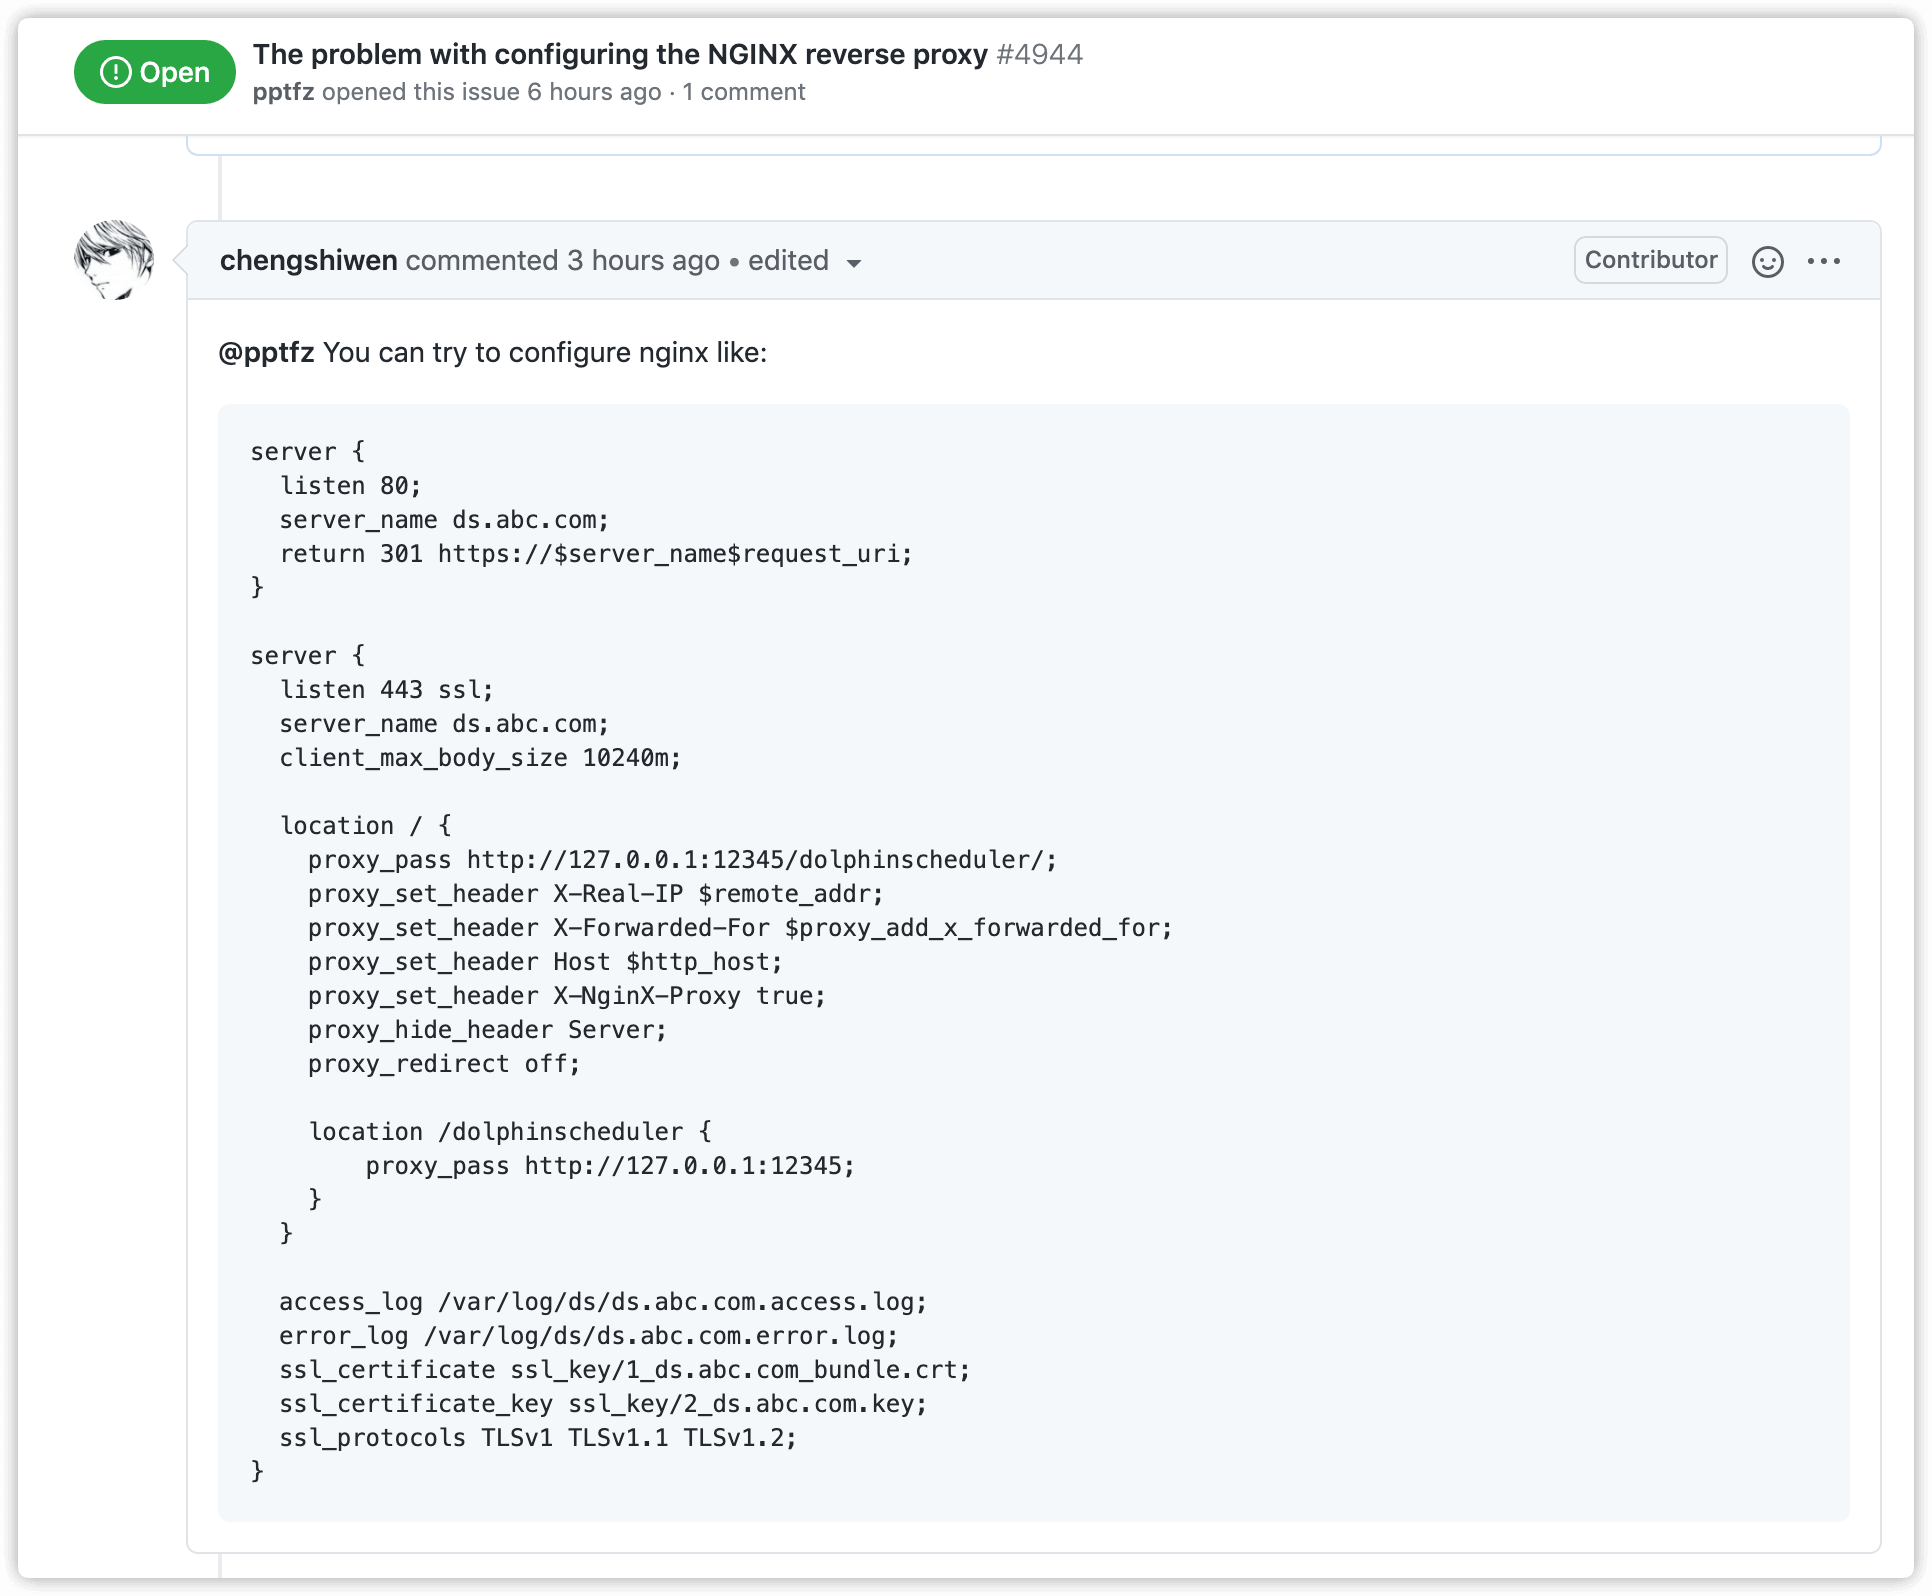 Open
The problem with configuring the NGINX reverse proxy #4944
pptfz opened this issue 6 hours ago · 1 comment
chengshiwen commented 3 hours ago • edited
Contributor
@pptfz You can try to configure nginx like:
server {
  listen 80;
  server_name ds.abc.com;
  return 301 https://$server_name$request_uri;
}
server {
  listen 443 ssl;
  server_name ds.abc.com;
  client_max_body_size 10240m;
  location / {
    proxy_pass http://127.0.0.1:12345/dolphinscheduler/;
    proxy_set_header X-Real-IP $remote_addr;
    proxy_set_header X-Forwarded-For $proxy_add_x_forwarded_for;
    proxy_set_header Host $http_host;
    proxy_set_header X-NginX-Proxy true;
    proxy_hide_header Server;
    proxy_redirect off;
    location /dolphinscheduler {
        proxy_pass http://127.0.0.1:12345;
    }
  }
  access_log /var/log/ds/ds.abc.com.access.log;
  error_log /var/log/ds/ds.abc.com.error.log;
  ssl_certificate ssl_key/1_ds.abc.com_bundle.crt;
  ssl_certificate_key ssl_key/2_ds.abc.com.key;
  ssl_protocols TLSv1 TLSv1.1 TLSv1.2;
}